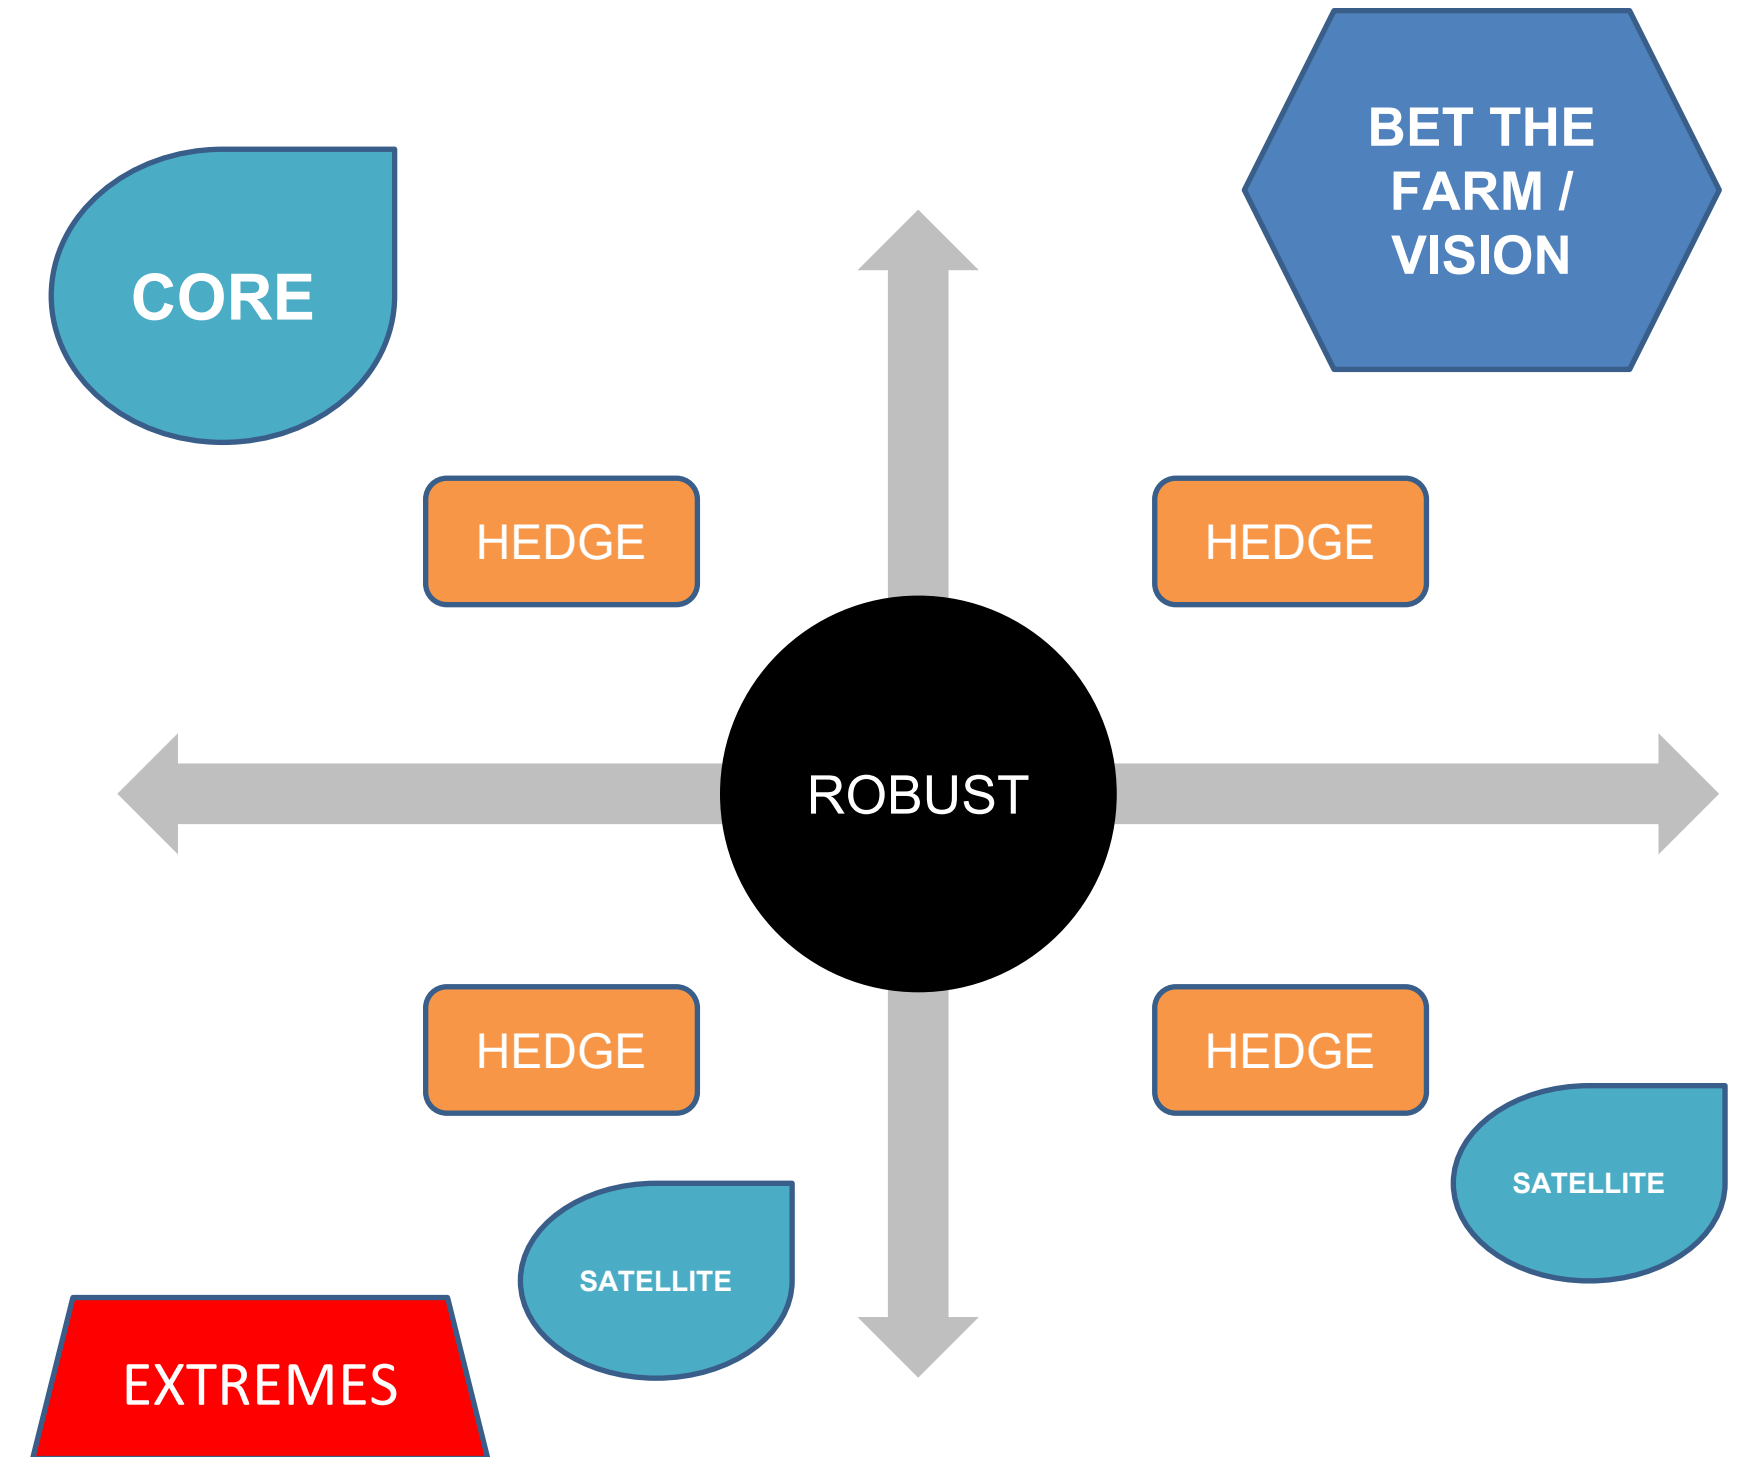 BET THE
FARM /
VISION
CORE
HEDGE
HEDGE
ROBUST
HEDGE
HEDGE
SATELLITE
SATELLITE
EXTREMES